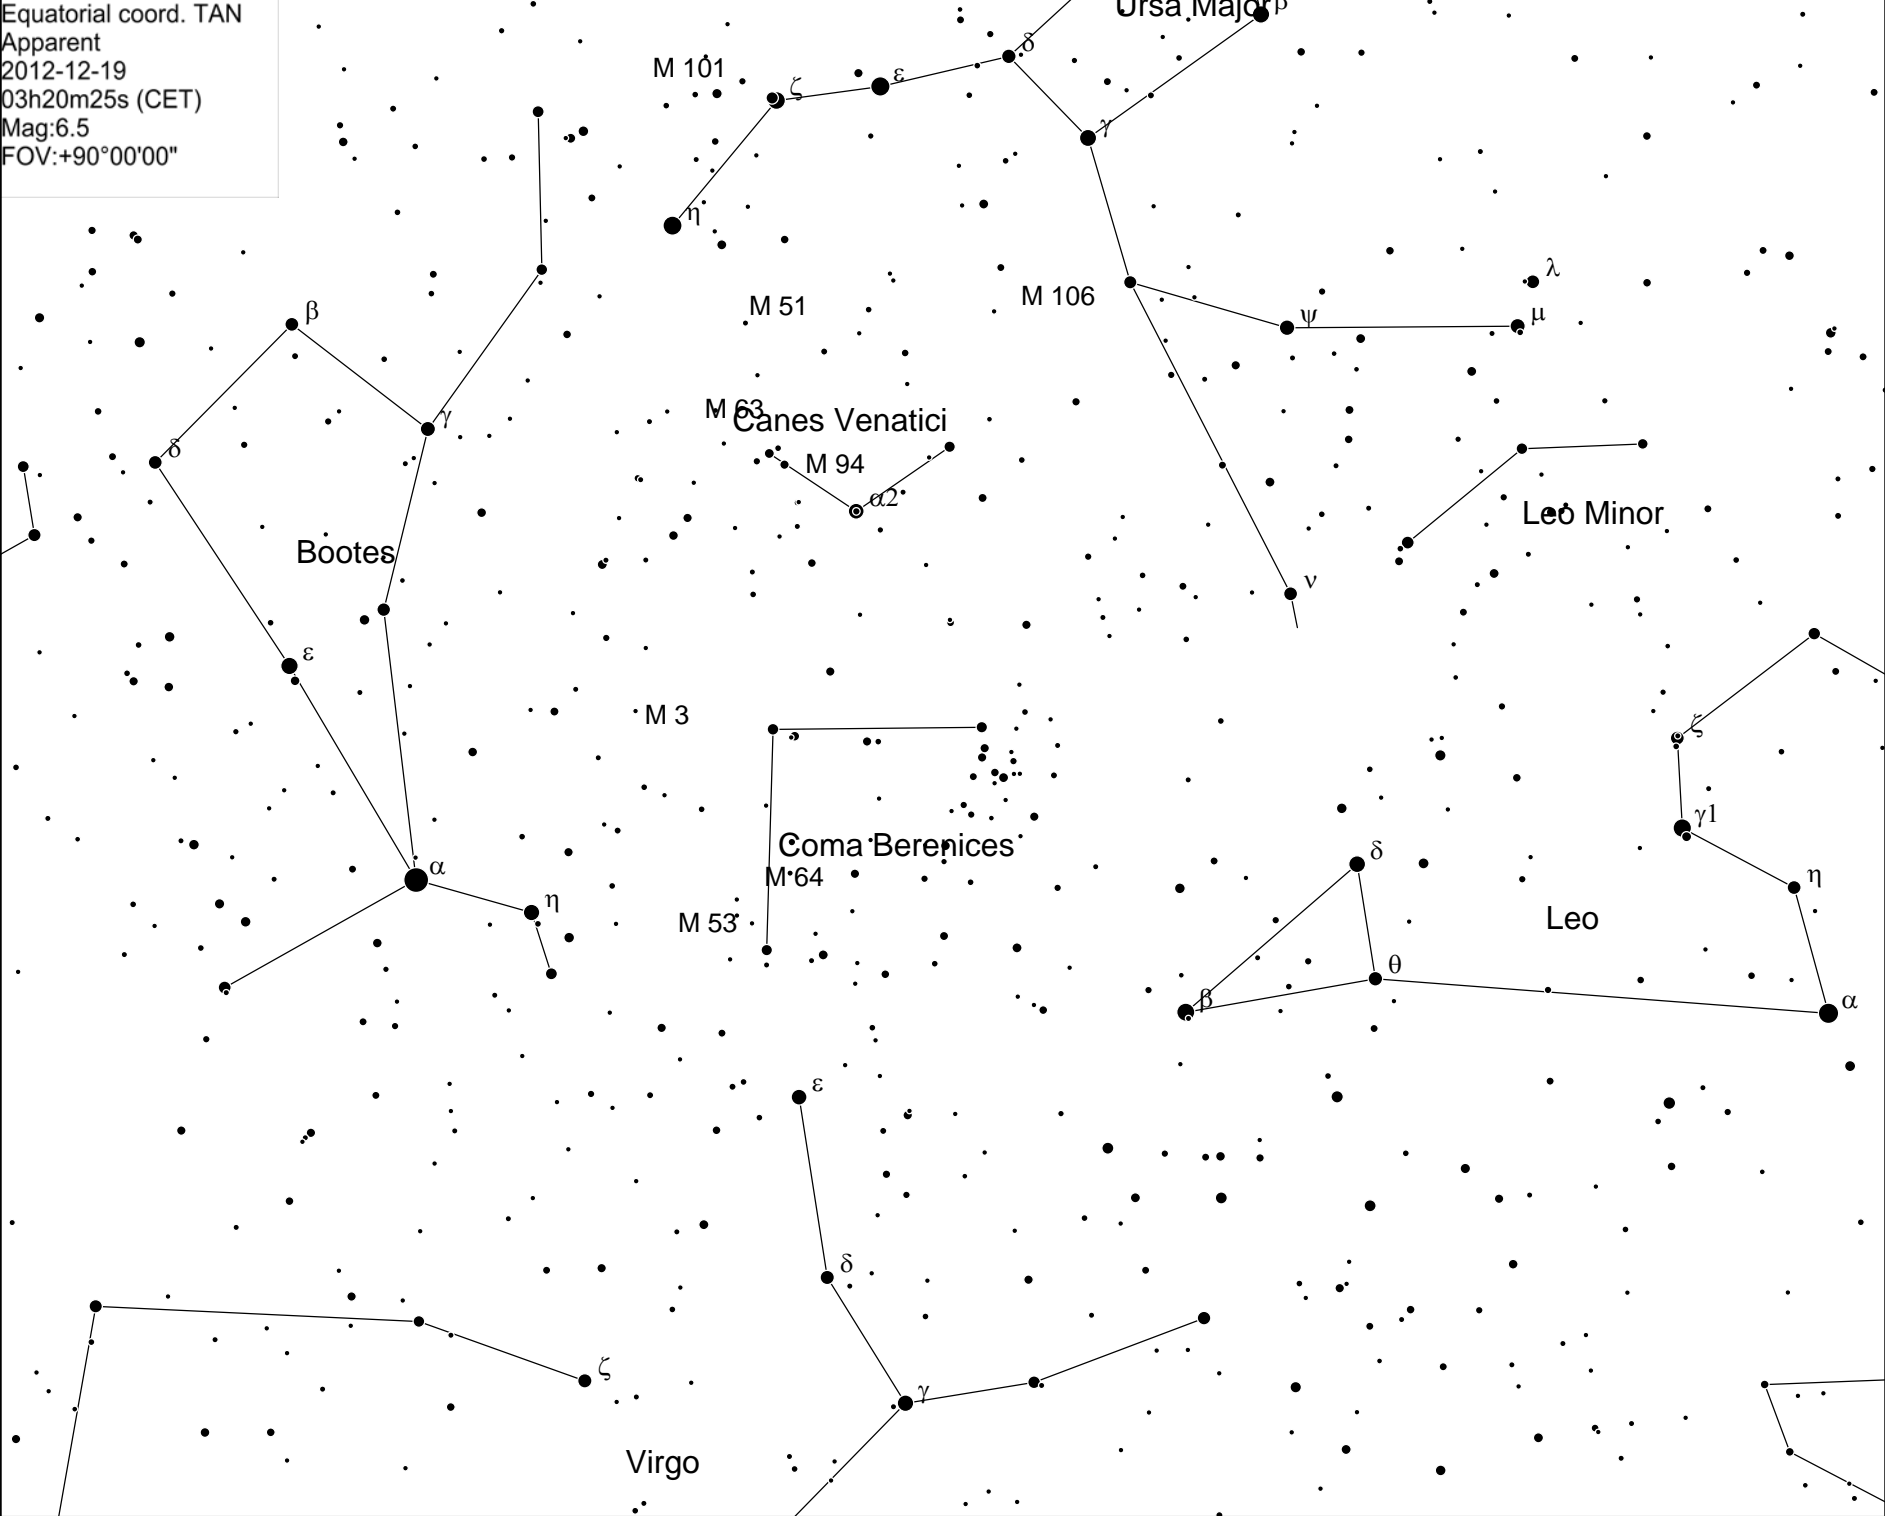 Equatorial coord. TAN
Apparent
2012-12-19
03h20m25s (CET)
Mag:6.5
FOV:+90°00'00"
Ursa Major
β
δ
M 101
ζ
ε
γ
η
λ
M 106
M 51
β
ψ
μ
M 63
γ
Canes Venatici
δ
M 94
α2
Leo Minor
Bootes
ν
ε
M 3
ζ
γ1
Coma Berenices
δ
α
M 64
η
η
M 53
Leo
θ
β
α
ε
δ
ζ
γ
Virgo